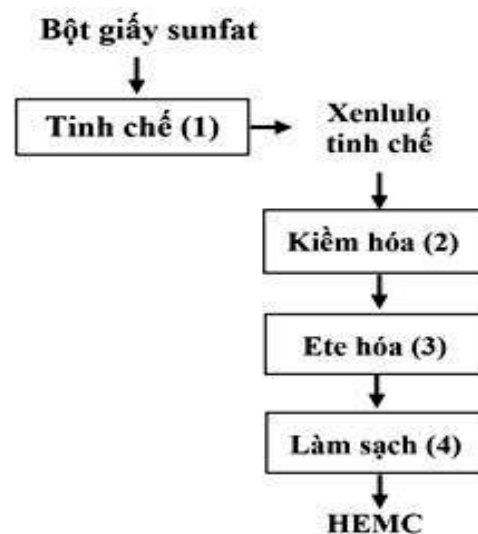 Bột giấy sunfat
Tinh chế (1)
Xenlulo
tinh chế
Kiềm hóa (2)
Ete hóa (3)
Làm sạch (4)
HEMC